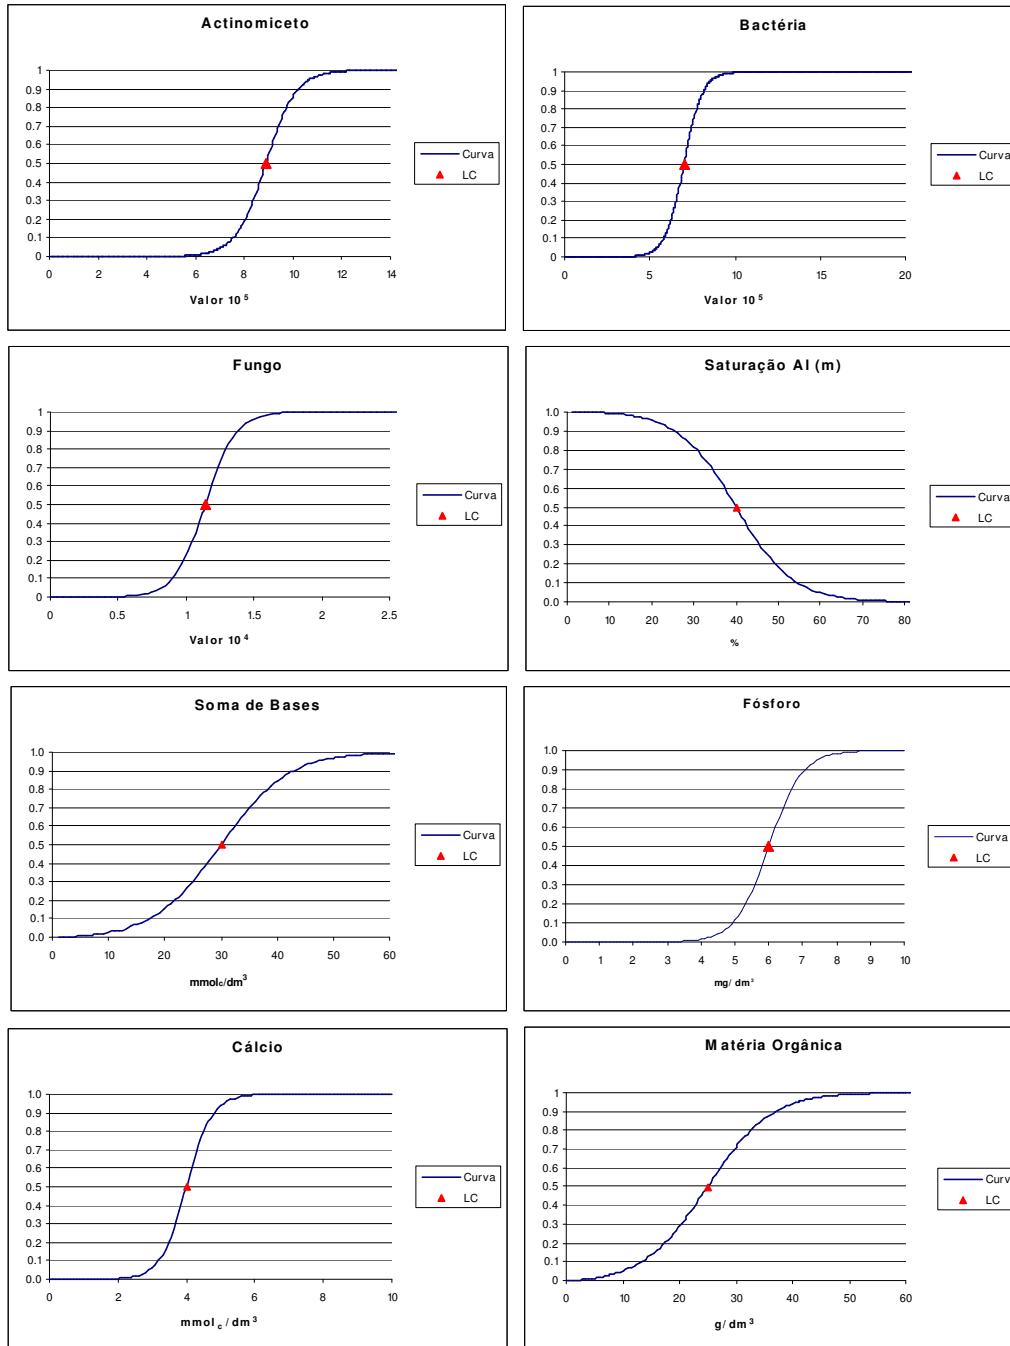 Actinomiceto
1
0.9
0.8
0.7
0.6
0.5
0.4
0.3
0.2
0.1
0
0 2 4 6 8 10 12 14
Valor 10⁵
Curva
LC
Bactéria
1
0.9
0.8
0.7
0.6
0.5
0.4
0.3
0.2
0.1
0
0 5 10 15 20
Valor 10⁵
Curva
LC
Fungo
1
0.9
0.8
0.7
0.6
0.5
0.4
0.3
0.2
0.1
0
0 0.5 1 1.5 2 2.5
Valor 10⁴
Curva
LC
Saturação Al (m)
1.0
0.9
0.8
0.7
0.6
0.5
0.4
0.3
0.2
0.1
0.0
0 10 20 30 40 50 60 70 80
%
Curva
LC
Soma de Bases
1.0
0.9
0.8
0.7
0.6
0.5
0.4
0.3
0.2
0.1
0.0
0 10 20 30 40 50 60
mmolc/dm³
Curva
LC
Fósforo
1.0
0.9
0.8
0.7
0.6
0.5
0.4
0.3
0.2
0.1
0.0
0 1 2 3 4 5 6 7 8 9 10
mg/ dm³
Curva
LC
Cálcio
1.0
0.9
0.8
0.7
0.6
0.5
0.4
0.3
0.2
0.1
0.0
0 2 4 6 8 10
mmol c / dm³
Curva
LC
Matéria Orgânica
1
0.9
0.8
0.7
0.6
0.5
0.4
0.3
0.2
0.1
0
0 10 20 30 40 50 60
g/ dm³
Curv
LC